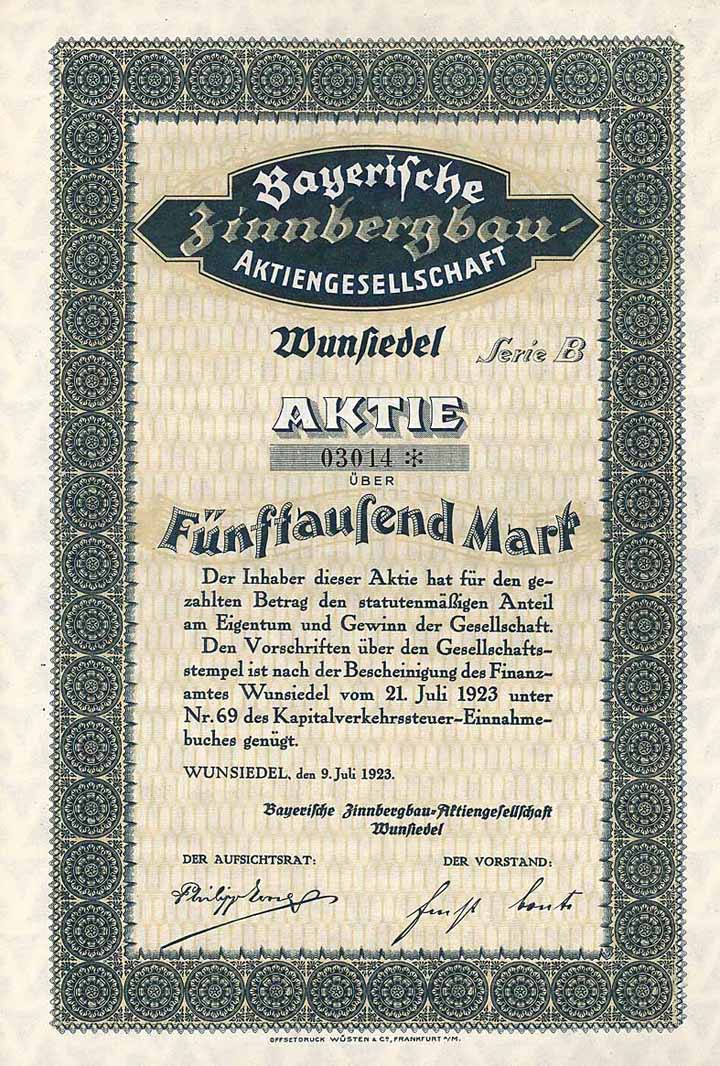 Bayerische
Zinnbergbau-
AKTIENGESELLSCHAFT
Wunsiedel Serie B
AKTIE
03014 *
ÜBER
Fünftausend Mark
Der Inhaber dieser Aktie hat für den ge-
zahlten Betrag den statutenmäßigen Anteil
am Eigentum und Gewinn der Gesellschaft.
Den Vorschriften über den Gesellschafts-
stempel ist nach der Bescheinigung des Finanz-
amtes Wunsiedel vom 21. Juli 1923 unter
Nr. 69 des Kapitalverkehrssteuer-Einnahme-
buches genügt.
WUNSIEDEL, den 9. Juli 1923.
Bayerische Zinnbergbau-Aktiengesellschaft
Wunsiedel
DER AUFSICHTSRAT: DER VORSTAND:
Philipp Ernst
OFFSETDRUCK WÜSTEN & Co., FRANKFURT a/M.